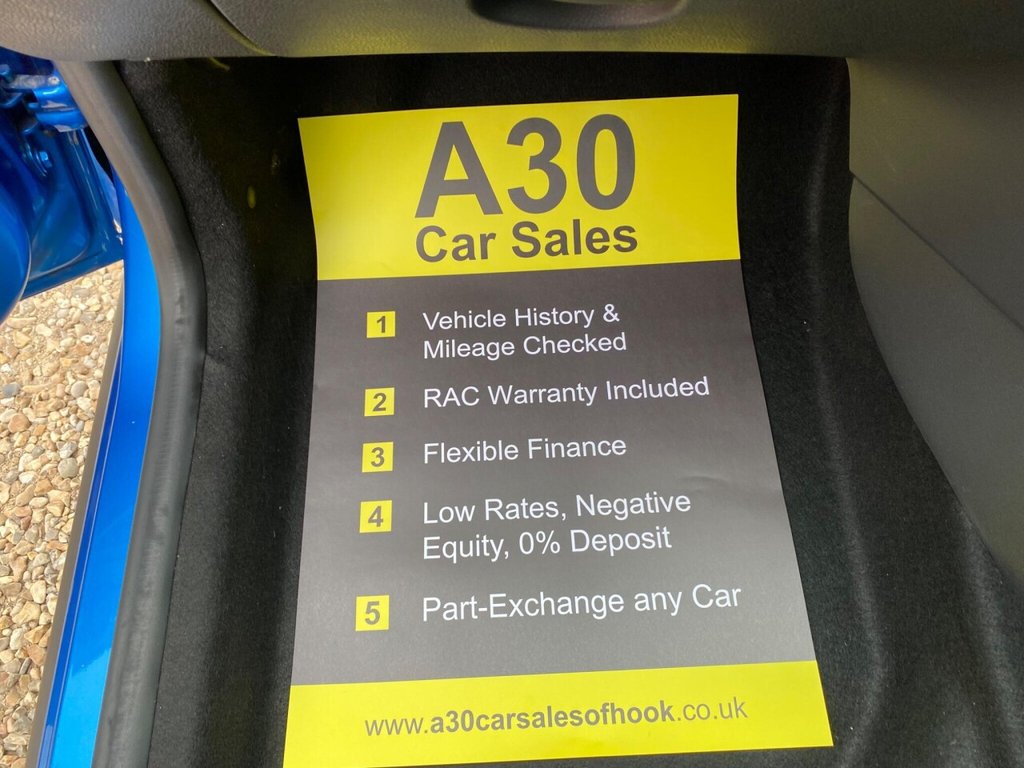 A30
Car Sales
1 Vehicle History &
Mileage Checked
2 RAC Warranty Included
3 Flexible Finance
4 Low Rates, Negative
Equity, 0% Deposit
5 Part-Exchange any Car
www.a30carsalesofhook.co.uk